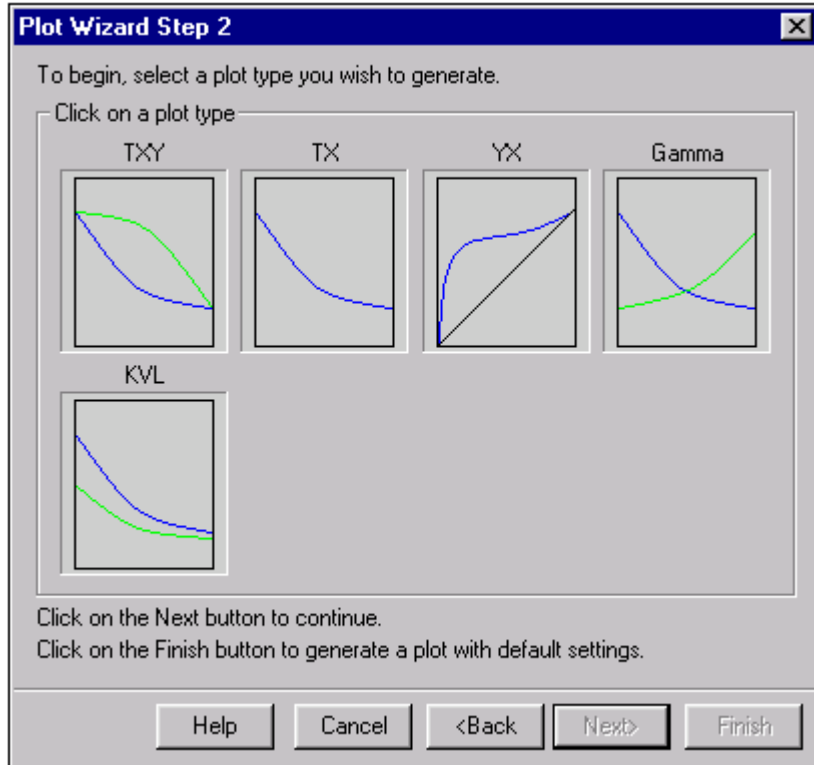 Plot Wizard Step 2
To begin, select a plot type you wish to generate.
Click on a plot type
TXY TX YX Gamma
KVL
Click on the Next button to continue.
Click on the Finish button to generate a plot with default settings.
Help Cancel <Back Next> Finish